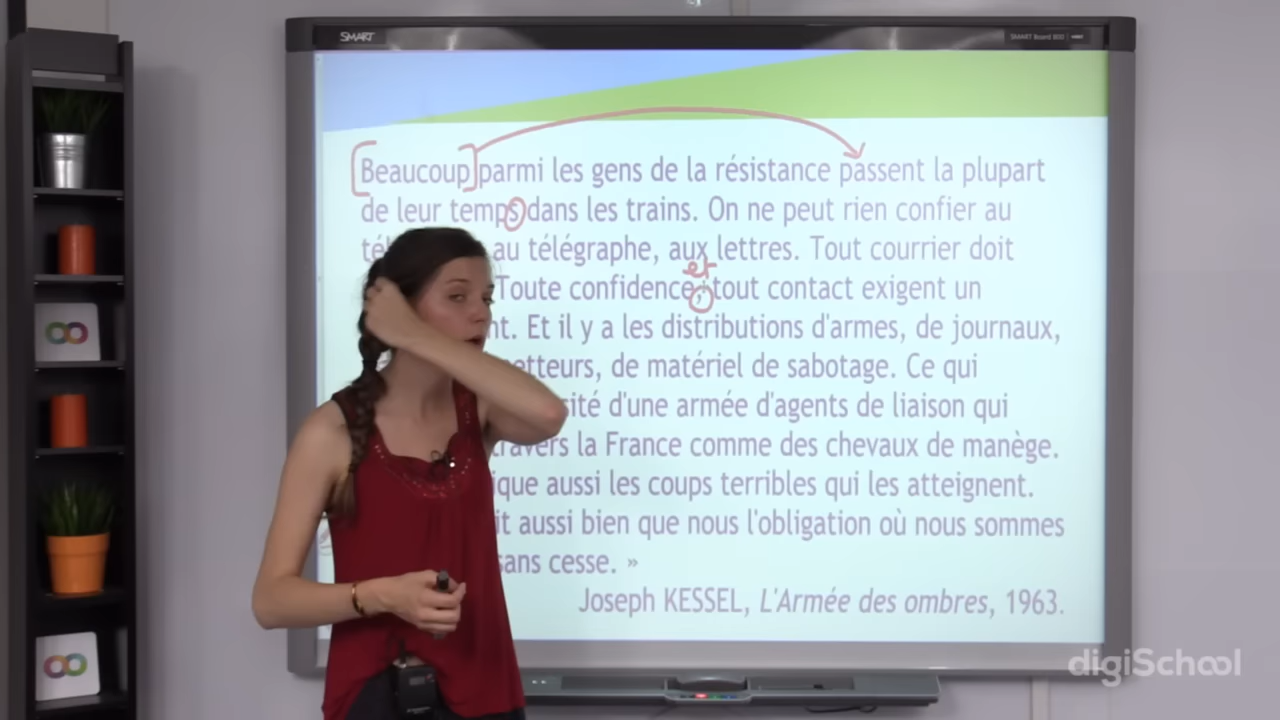 SMART
SMART Board 800
Beaucoup parmi les gens de la résistance passent la plupart
de leur temps dans les trains. On ne peut rien confier au
au télégraphe, aux lettres. Tout courrier doit
et
Toute confidence, tout contact exigent un
Et il y a les distributions d'armes, de journaux,
de matériel de sabotage. Ce qui
d'une armée d'agents de liaison qui
travers la France comme des chevaux de manège.
aussi les coups terribles qui les atteignent.
aussi bien que nous l'obligation où nous sommes
sans cesse. »
Joseph KESSEL, L'Armée des ombres, 1963.
digiSchool